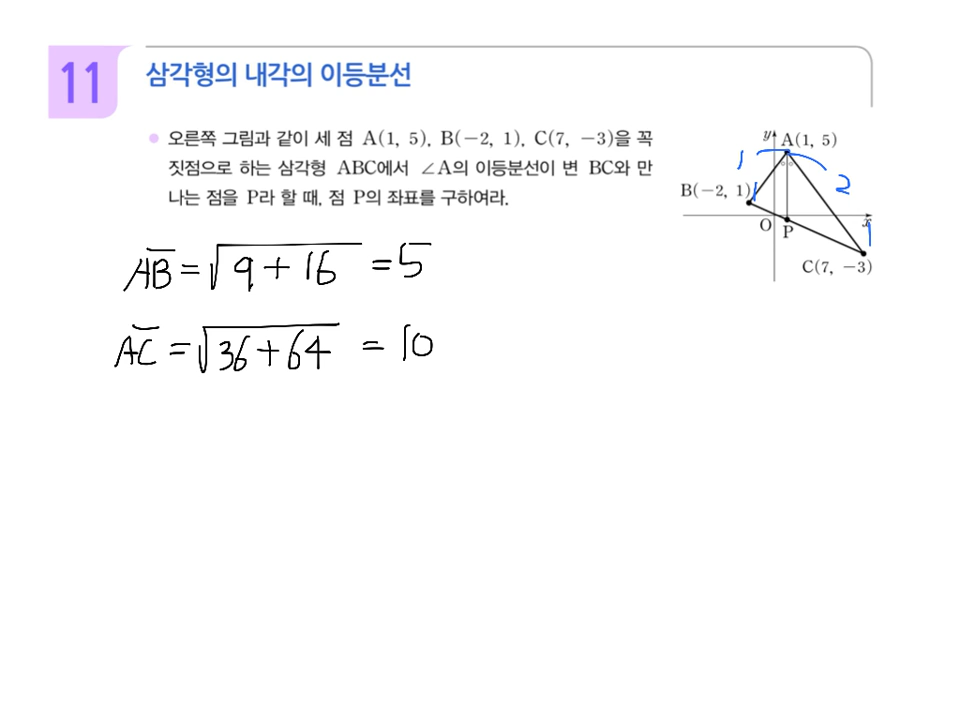 11 삼각형의 내각의 이등분선
오른쪽 그림과 같이 세 점 A(1, 5), B(−2, 1), C(7, −3)을 꼭
짓점으로 하는 삼각형 ABC에서 ∠A의 이등분선이 변 BC와 만
나는 점을 P라 할 때, 점 P의 좌표를 구하여라.
y
A(1, 5)
1
2
B(−2, 1)
O
P
x
C(7, −3)
A̅B̅ = √(9+16) = 5
A̅C̅ = √(36+64) = 10